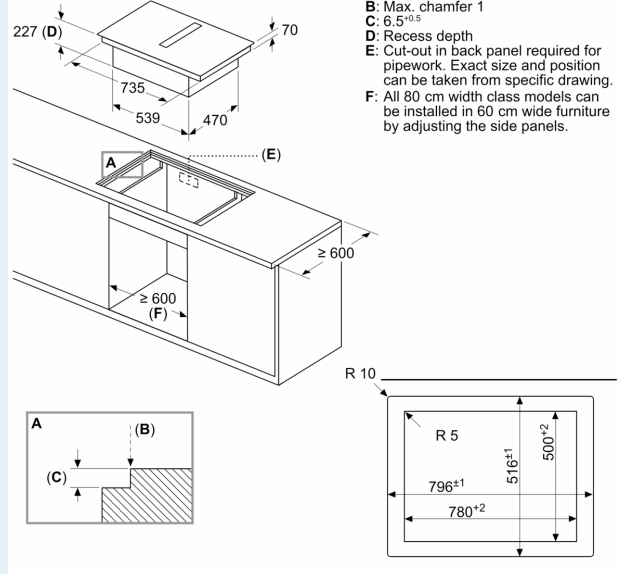 B: Max. chamfer 1
C: 6.5+0.5
D: Recess depth
E: Cut-out in back panel required for
pipework. Exact size and position
can be taken from specific drawing.
F: All 80 cm width class models can
be installed in 60 cm wide furniture
by adjusting the side panels.
227 (D)
70
735
539
470
A
(E)
≥ 600
≥ 600
(F)
R 10
A
(B)
(C)
R 5
516±1
500+2
796±1
780+2